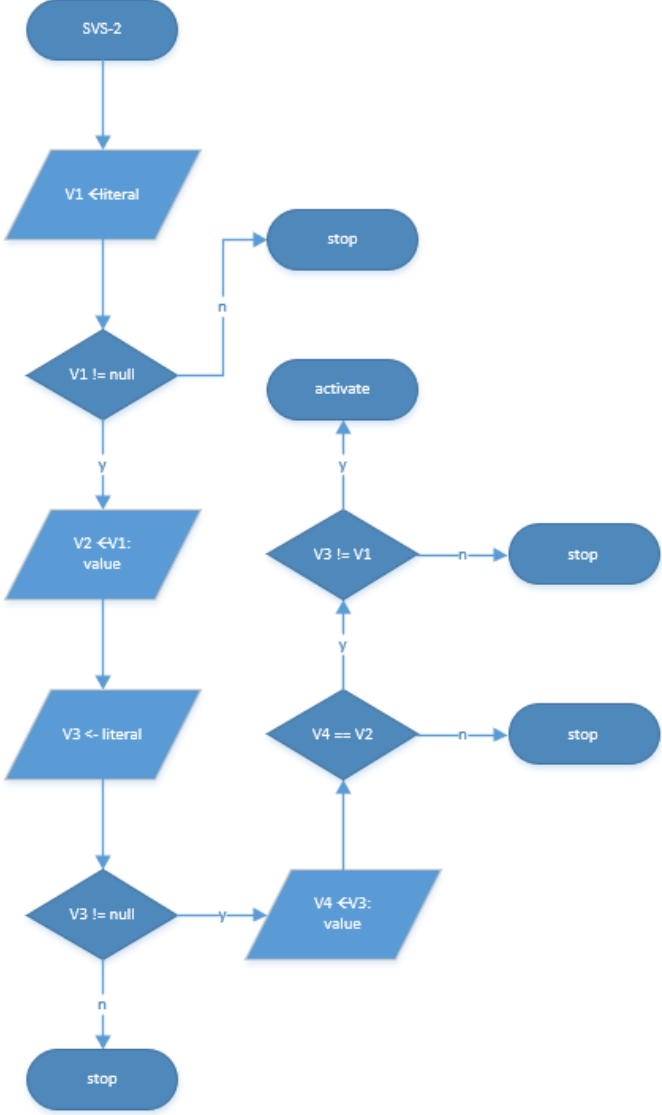 SVS-2
V1 ←literal
stop
n
V1 != null
activate
y
y
V2 ←V1:
value
V3 != V1
n
stop
y
V3 <- literal
V4 == V2
n
stop
V3 != null
y
V4 ←V3:
value
n
stop